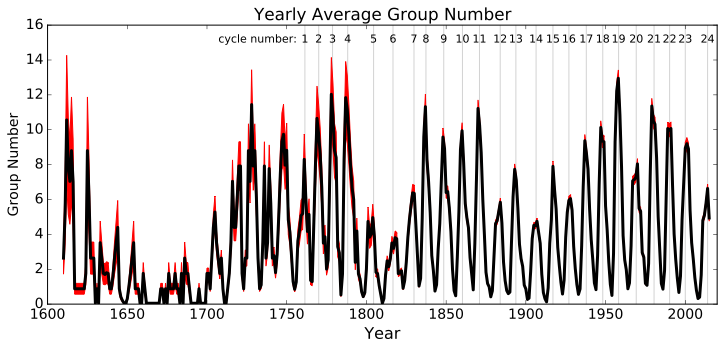 Yearly Average Group Number
16
14
12
10
8
6
4
2
0
Group Number
cycle number: 1 2 3 4 5 6 7 8 9 10 11 12 13 14 15 16 17 18 19 20 21 22 23 24
1600 1650 1700 1750 1800 1850 1900 1950 2000
Year